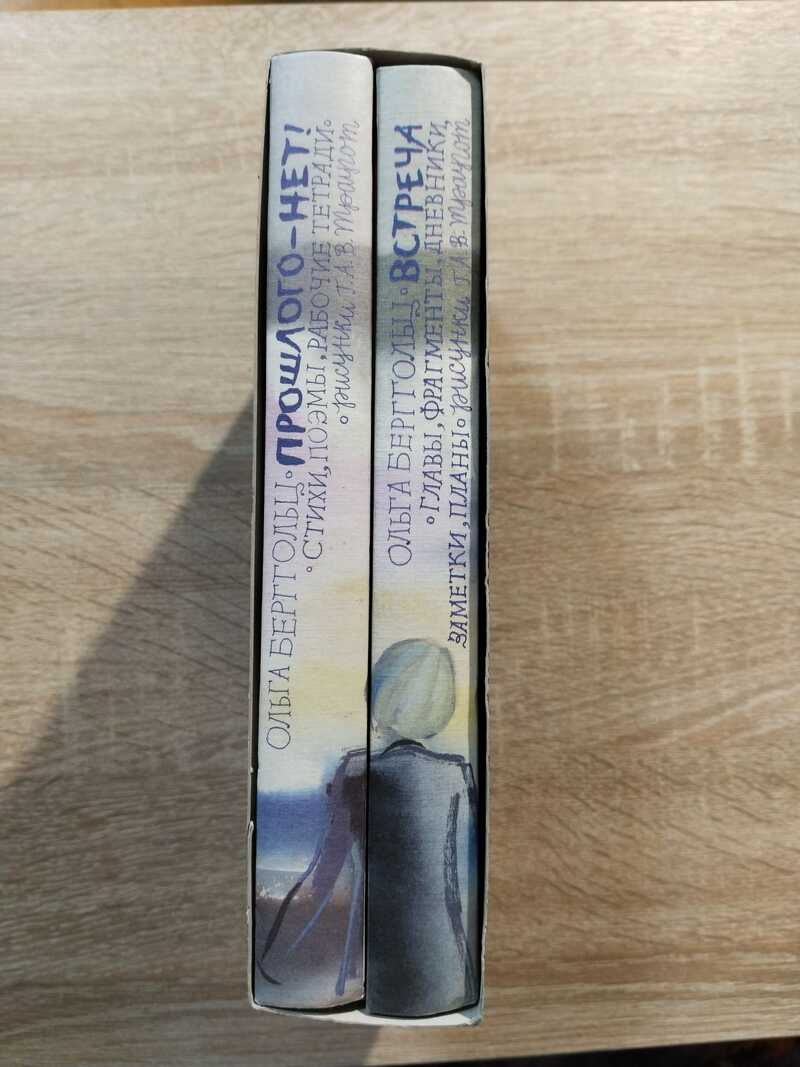 ОЛЬГА БЕРГГОЛЬЦ ◦ ПРОШЛОГО–НЕТ!
◦ СТИХИ, ПОЭМЫ, РАБОЧИЕ ТЕТРАДИ ◦
◦ рисунки Г.А.В. Траугот
ОЛЬГА БЕРГГОЛЬЦ ◦ ВСТРЕЧА
◦ ГЛАВЫ, ФРАГМЕНТЫ, ДНЕВНИКИ,
ЗАМЕТКИ, ПЛАНЫ ◦ рисунки Г.А.В. Траугот